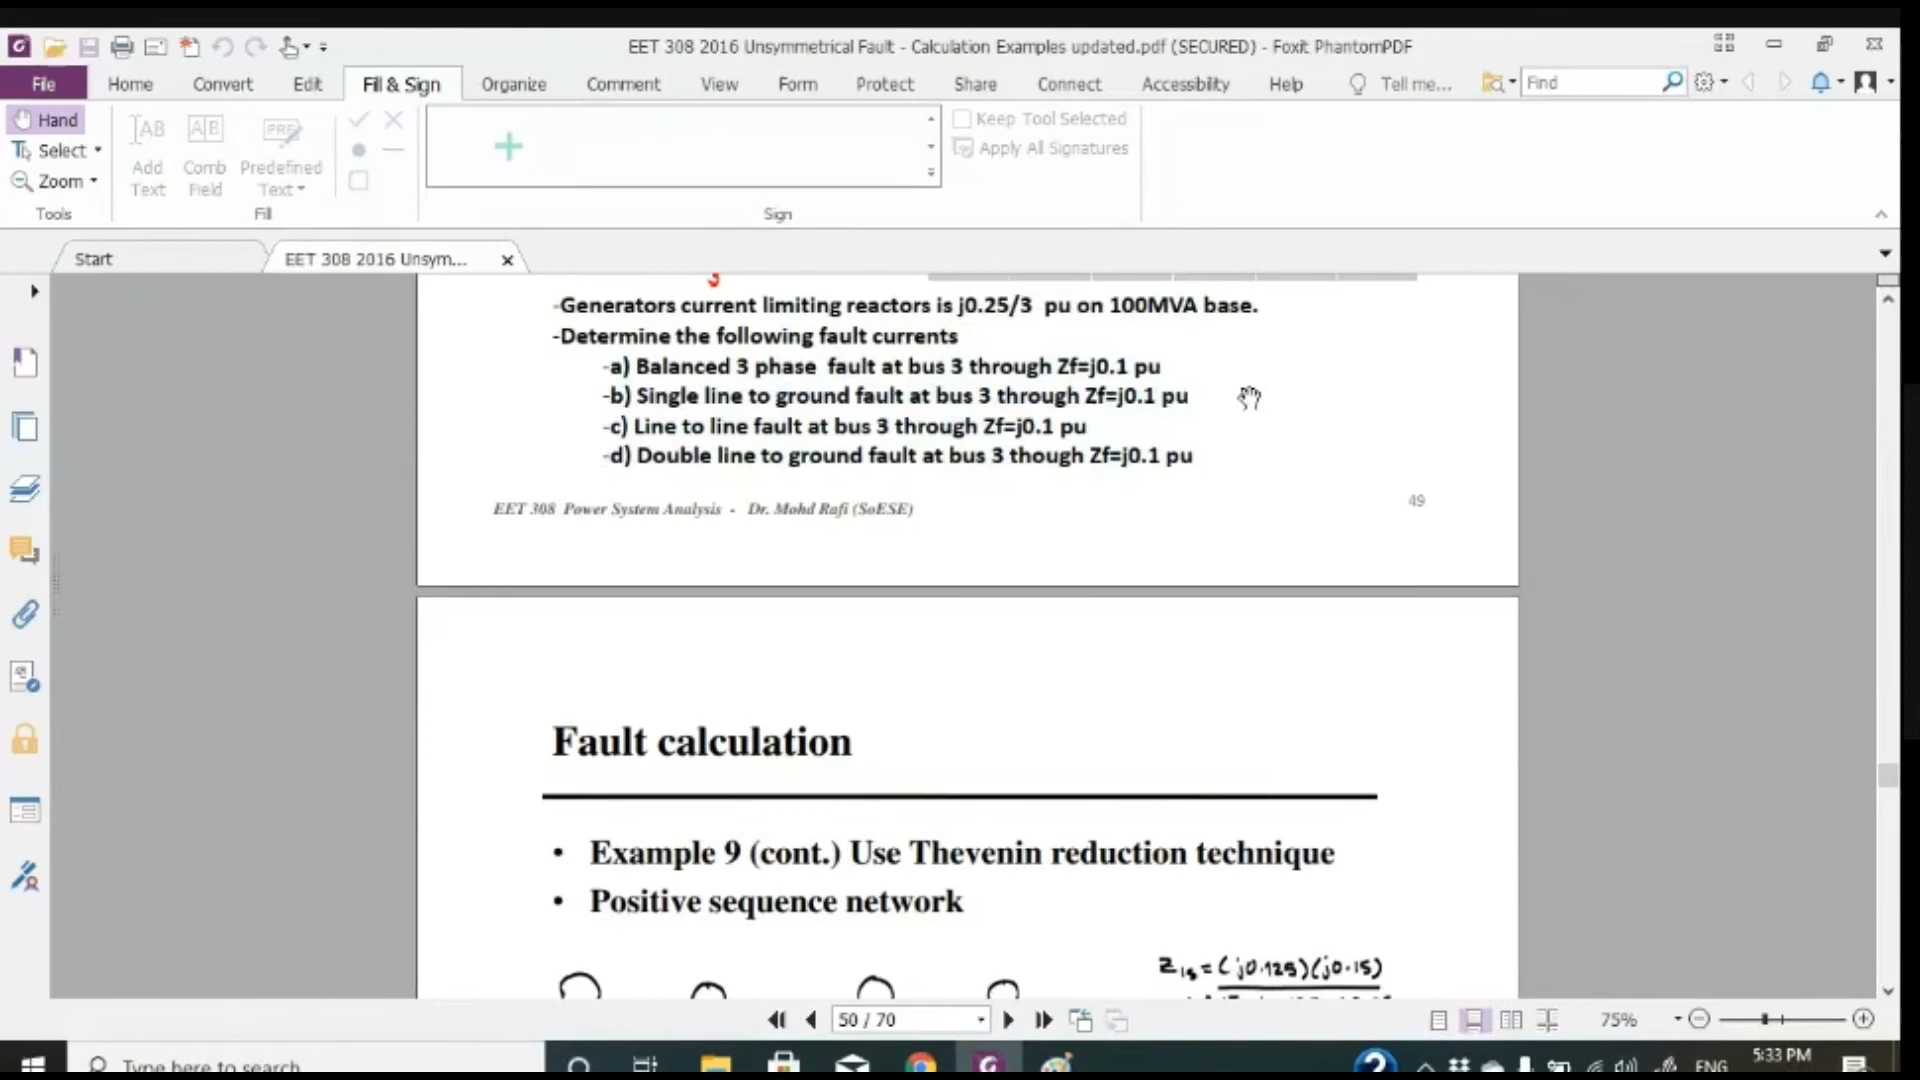 EET 308 2016 Unsymmetrical Fault - Calculation Examples updated.pdf (SECURED) - Foxit PhantomPDF
File Home Convert Edit Fill & Sign Organize Comment View Form Protect Share Connect Accessibility Help Tell me... Find
Hand
Select
Zoom
Tools
Add Text
Comb Field
Predefined Text
Fill
Sign
Keep Tool Selected
Apply All Signatures
Start
EET 308 2016 Unsym...
-Generators current limiting reactors is j0.25/3 pu on 100MVA base.
-Determine the following fault currents
-a) Balanced 3 phase fault at bus 3 through Zf=j0.1 pu
-b) Single line to ground fault at bus 3 through Zf=j0.1 pu
-c) Line to line fault at bus 3 through Zf=j0.1 pu
-d) Double line to ground fault at bus 3 though Zf=j0.1 pu
EET 308 Power System Analysis - Dr. Mohd Rafi (SoESE)
49
Fault calculation
• Example 9 (cont.) Use Thevenin reduction technique
• Positive sequence network
Z1s = (j0.125)(j0.15)
50 / 70
75%
Type here to search
ENG
5:33 PM